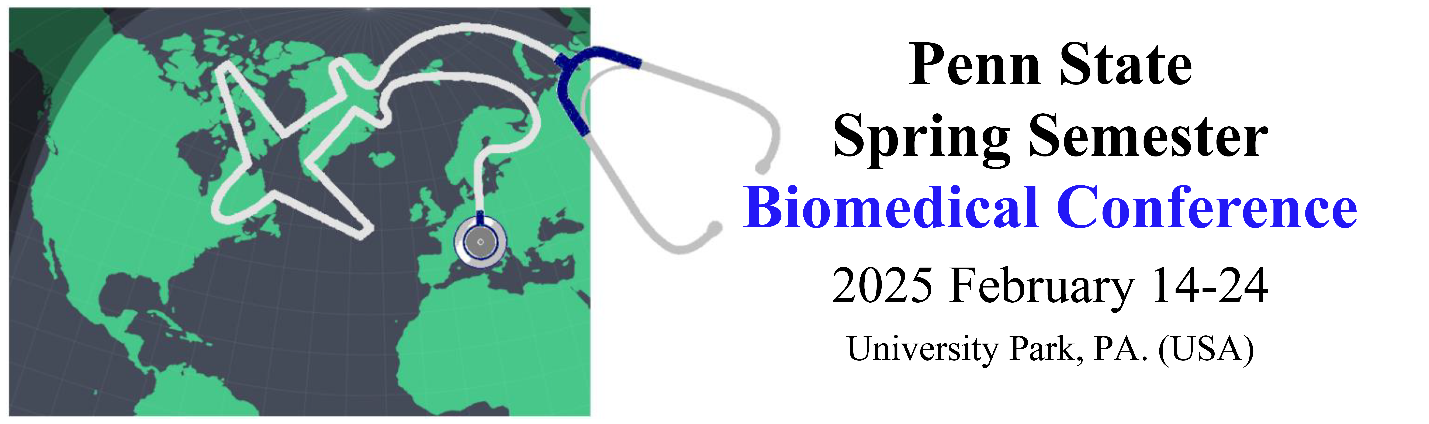 Penn State
Spring Semester
Biomedical Conference
2025 February 14-24
University Park, PA. (USA)